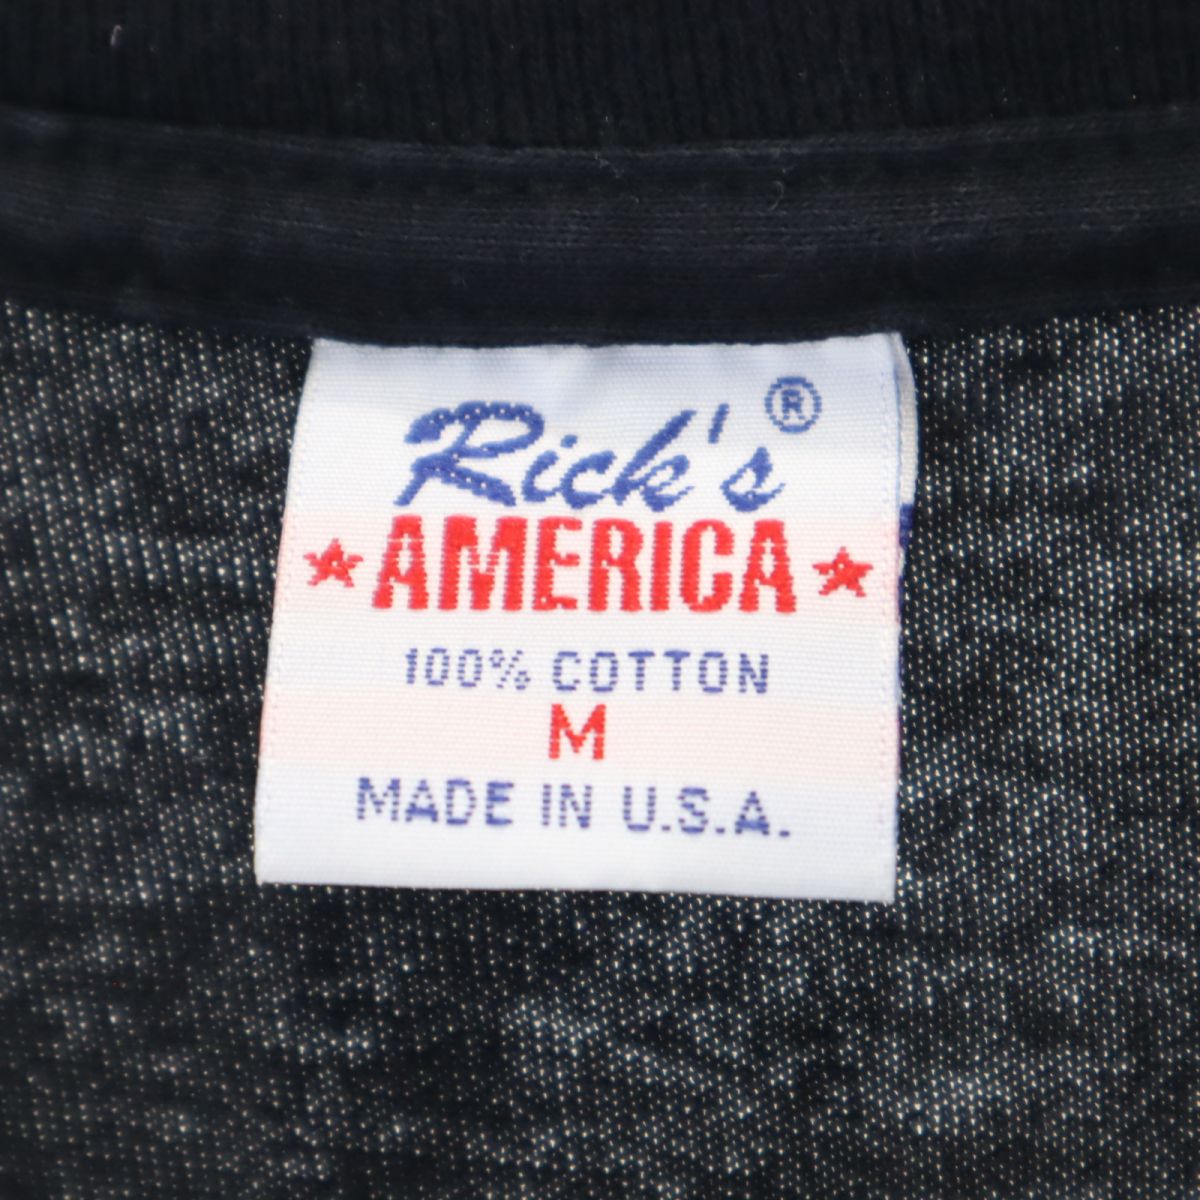 Rick's®
★AMERICA★
100% COTTON
M
MADE IN U.S.A.